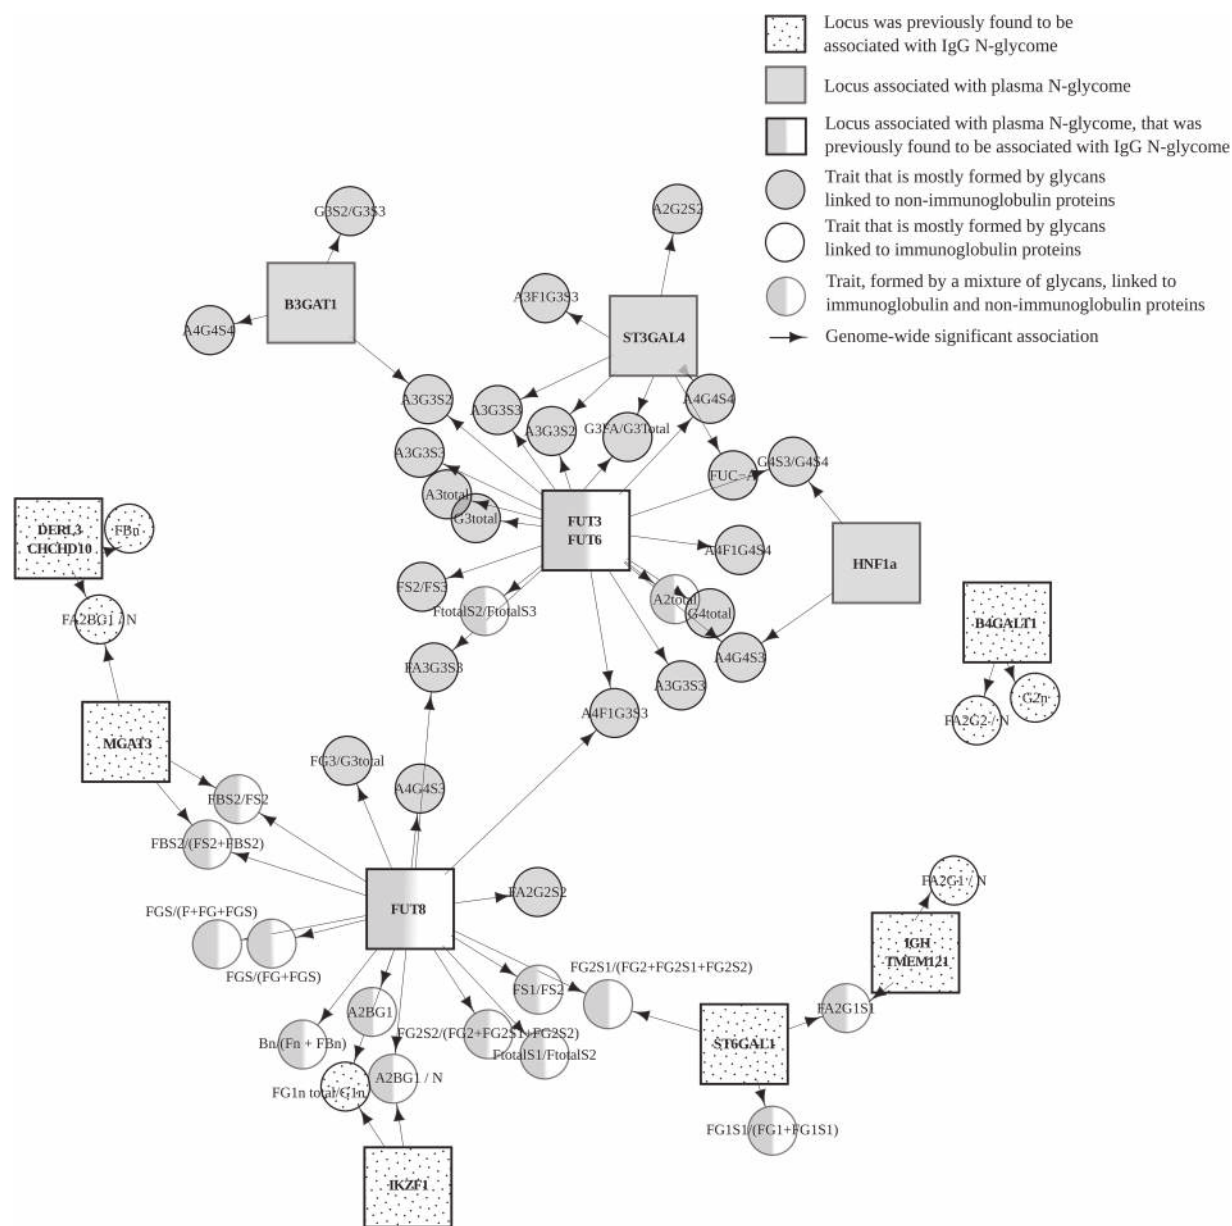 Locus was previously found to be
associated with IgG N-glycome
Locus associated with plasma N-glycome
Locus associated with plasma N-glycome, that was
previously found to be associated with IgG N-glycome
Trait that is mostly formed by glycans
linked to non-immunoglobulin proteins
Trait that is mostly formed by glycans
linked to immunoglobulin proteins
Trait, formed by a mixture of glycans, linked to
immunoglobulin and non-immunoglobulin proteins
Genome-wide significant association
G3S2/G3S3
A2G2S2
B3GAT1
A3F1G3S3
A4G4S4
ST3GAL4
A3G3S2
A3G3S3
A4G4S4
A3G3S2
G3FA/G3Total
A3G3S3
G4S3/G4S4
FUC=A
A3total
G3total
FUT3
FUT6
DERL3
CHCHD10
FBn
A4F1G4S4
HNF1a
FS2/FS3
A2total
FtotalS2/FtotalS3
G4total
FA2BG1 / N
B4GALT1
A4G4S3
FA3G3S3
A3G3S3
G2n
A4F1G3S3
FA2G2 / N
MGAT3
FG3/G3total
A4G4S3
FBS2/FS2
FBS2/(FS2+FBS2)
FA2G1 / N
FA2G2S2
FUT8
FGS/(F+FG+FGS)
IGH
TMEM121
FGS/(FG+FGS)
FG2S1/(FG2+FG2S1+FG2S2)
FS1/FS2
FA2G1S1
A2BG1
FG2S2/(FG2+FG2S1+FG2S2)
Bn/(Fn + FBn)
ST6GAL1
FtotalS1/FtotalS2
A2BG1 / N
FG1n total/G1n
FG1S1/(FG1+FG1S1)
IKZF1